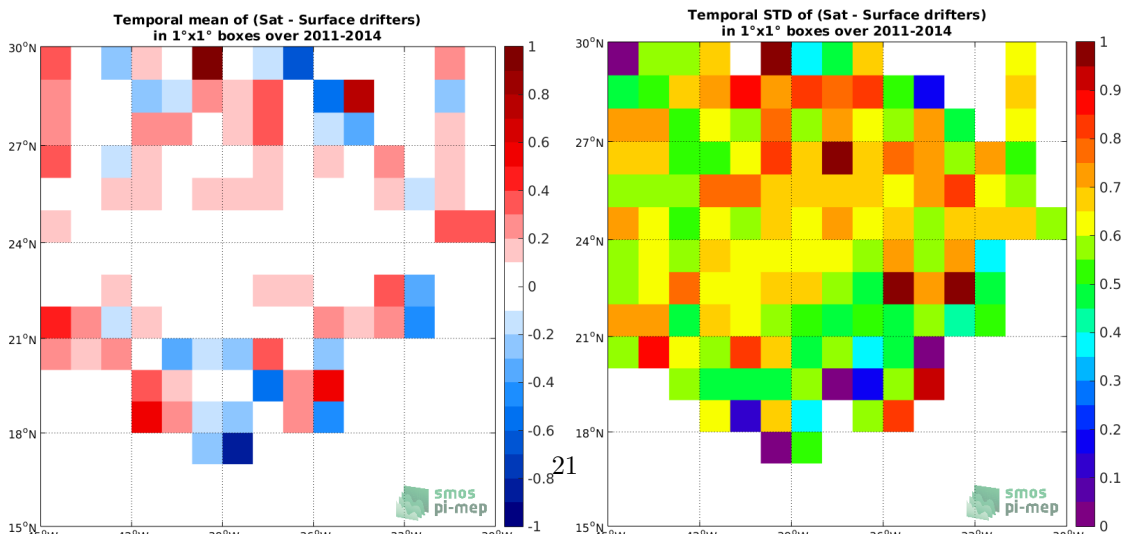 Temporal mean of (Sat - Surface drifters)
in 1°x1° boxes over 2011-2014
30°N
27°N
24°N
21°N
18°N
15°N
1
0.8
0.6
0.4
0.2
0
-0.2
-0.4
-0.6
-0.8
-1
smos
pi-mep
21
Temporal STD of (Sat - Surface drifters)
in 1°x1° boxes over 2011-2014
30°N
27°N
24°N
21°N
18°N
15°N
1
0.9
0.8
0.7
0.6
0.5
0.4
0.3
0.2
0.1
0
smos
pi-mep